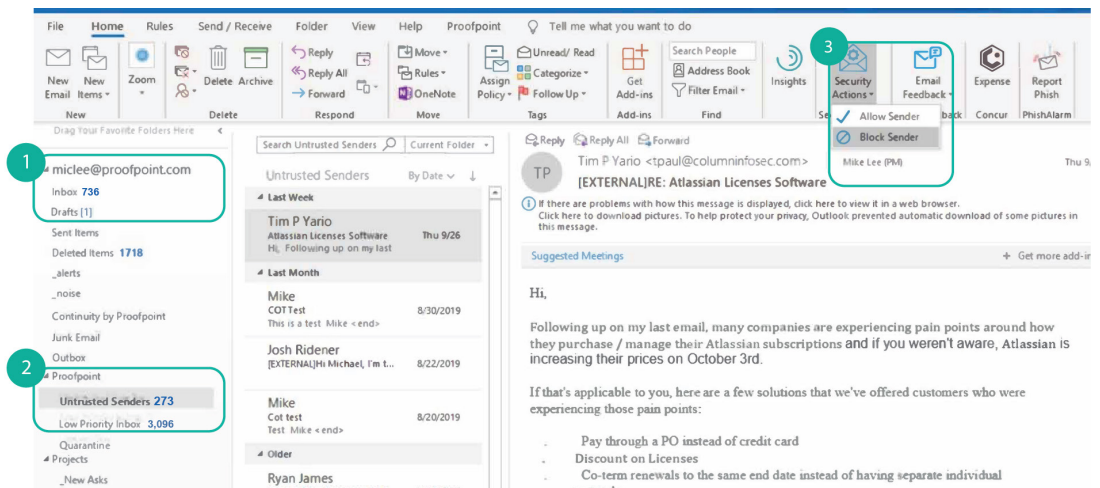 File Home Rules Send / Receive Folder View Help Proofpoint Tell me what you want to do
3
New Email
New Items
Zoom
Delete Archive
Reply
Reply All
Forward
Move
Rules
OneNote
Assign Policy
Unread/ Read
Categorize
Follow Up
Get Add-ins
Search People
Address Book
Filter Email
Insights
Security Actions
Email Feedback
Expense
Report Phish
New Delete Respond Move Tags Add-ins Find Concur PhishAlarm
Allow Sender
Block Sender
Mike Lee (PM)
Drag Your Favorite Folders Here
1
miclee@proofpoint.com
Inbox 736
Drafts [1]
Sent Items
Deleted Items 1718
_alerts
_noise
Continuity by Proofpoint
Junk Email
Outbox
2
Proofpoint
Untrusted Senders 273
Low Priority Inbox 3,096
Quarantine
Projects
_New Asks
Search Untrusted Senders Current Folder
Untrusted Senders By Date
Last Week
Tim P Yario
Atlassian Licenses Software Thu 9/26
Hi, Following up on my last
Last Month
Mike
COTTest 8/30/2019
This is a test Mike <end>
Josh Ridener
[EXTERNAL]Hi Michael, I'm t... 8/22/2019
Mike
Cot test 8/20/2019
Test Mike <end>
Older
Ryan James
Reply Reply All Forward
TP
Tim P Yario <tpaul@columninfosec.com> Thu 9/
[EXTERNAL]RE: Atlassian Licenses Software
If there are problems with how this message is displayed, click here to view it in a web browser.
Click here to download pictures. To help protect your privacy, Outlook prevented automatic download of some pictures in
this message.
Suggested Meetings + Get more add-in
Hi,
Following up on my last email, many companies are experiencing pain points around how
they purchase / manage their Atlassian subscriptions and if you weren't aware, Atlassian is
increasing their prices on October 3rd.
If that's applicable to you, here are a few solutions that we've offered customers who were
experiencing those pain points:
. Pay through a PO instead of credit card
. Discount on Licenses
. Co-term renewals to the same end date instead of having separate individual